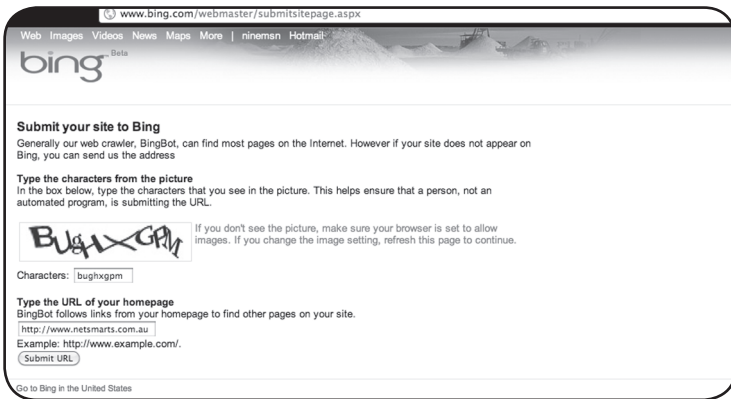 www.bing.com/webmaster/submitsitepage.aspx
Web Images Videos News Maps More | ninemsn Hotmail
bing Beta
Submit your site to Bing
Generally our web crawler, BingBot, can find most pages on the Internet. However if your site does not appear on
Bing, you can send us the address
Type the characters from the picture
In the box below, type the characters that you see in the picture. This helps ensure that a person, not an
automated program, is submitting the URL.
BUgHXGPM
If you don't see the picture, make sure your browser is set to allow
images. If you change the image setting, refresh this page to continue.
Characters: bughxgpm
Type the URL of your homepage
BingBot follows links from your homepage to find other pages on your site.
http://www.netsmarts.com.au
Example: http://www.example.com/.
Submit URL
Go to Bing in the United States